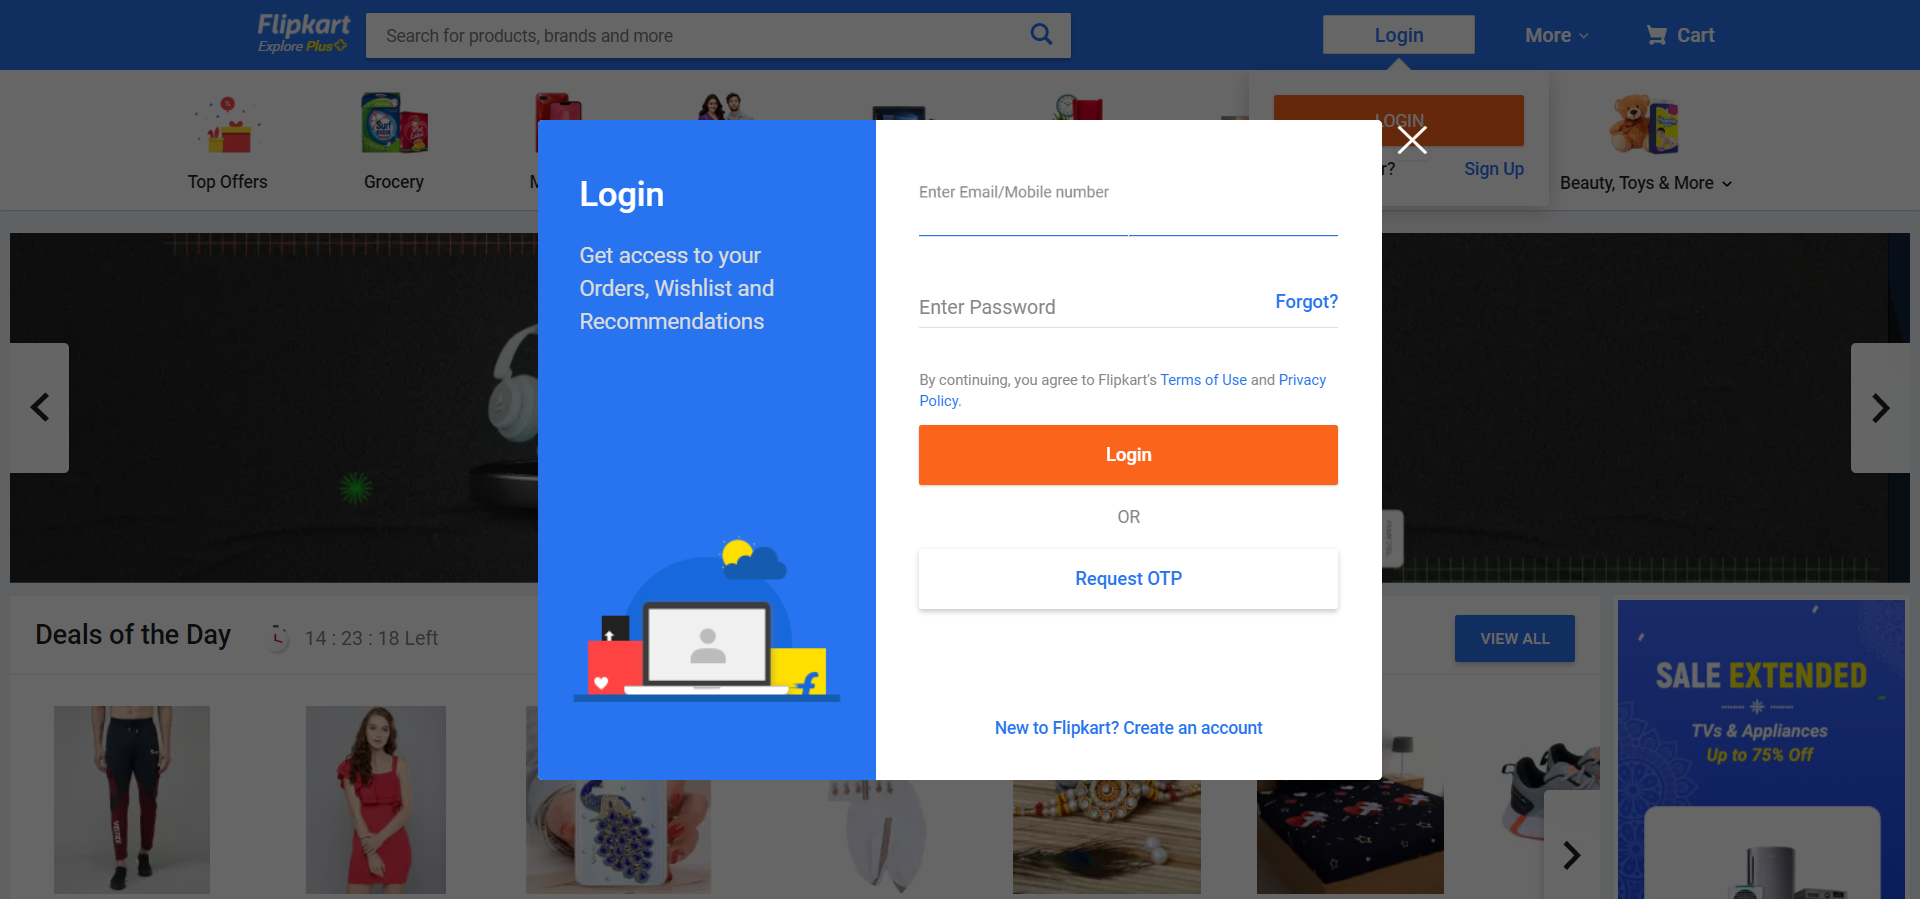 Flipkart
Explore Plus
Search for products, brands and more
Login
More
Cart
LOGIN
r?
Sign Up
Top Offers
Grocery
M
Beauty, Toys & More
Login
Get access to your
Orders, Wishlist and
Recommendations
Enter Email/Mobile number
Enter Password
Forgot?
By continuing, you agree to Flipkart's Terms of Use and Privacy
Policy.
Login
OR
Request OTP
New to Flipkart? Create an account
Deals of the Day
14 : 23 : 18 Left
VIEW ALL
SALE EXTENDED
TVs & Appliances
Up to 75% Off